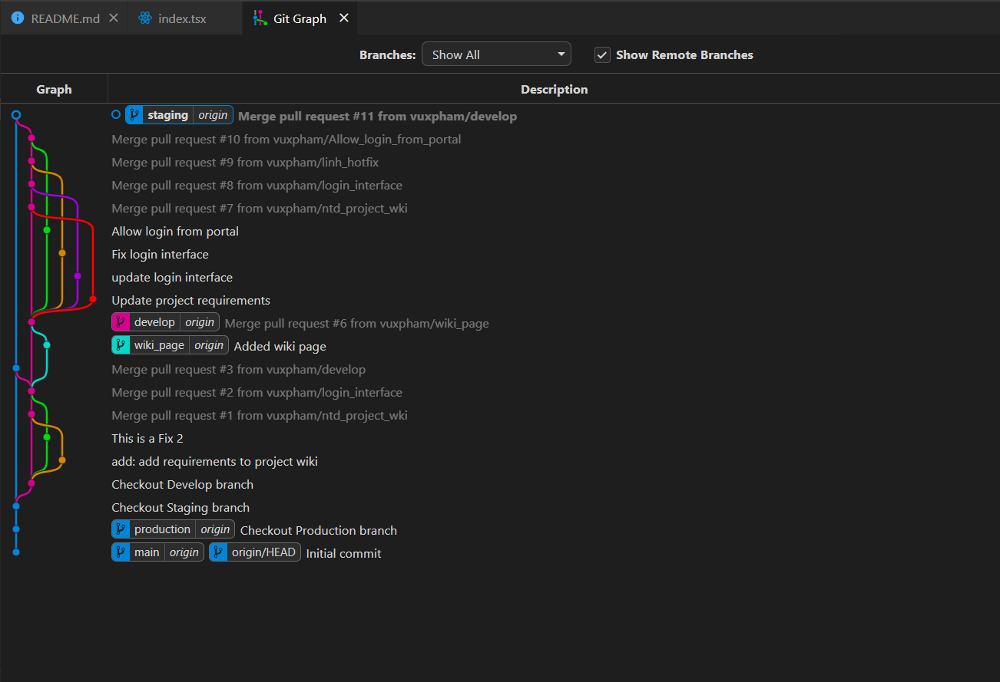 README.md index.tsx Git Graph
Branches: Show All Show Remote Branches
Graph Description
staging origin Merge pull request #11 from vuxpham/develop
Merge pull request #10 from vuxpham/Allow_login_from_portal
Merge pull request #9 from vuxpham/linh_hotfix
Merge pull request #8 from vuxpham/login_interface
Merge pull request #7 from vuxpham/ntd_project_wki
Allow login from portal
Fix login interface
update login interface
Update project requirements
develop origin Merge pull request #6 from vuxpham/wiki_page
wiki_page origin Added wiki page
Merge pull request #3 from vuxpham/develop
Merge pull request #2 from vuxpham/login_interface
Merge pull request #1 from vuxpham/ntd_project_wki
This is a Fix 2
add: add requirements to project wiki
Checkout Develop branch
Checkout Staging branch
production origin Checkout Production branch
main origin origin/HEAD Initial commit